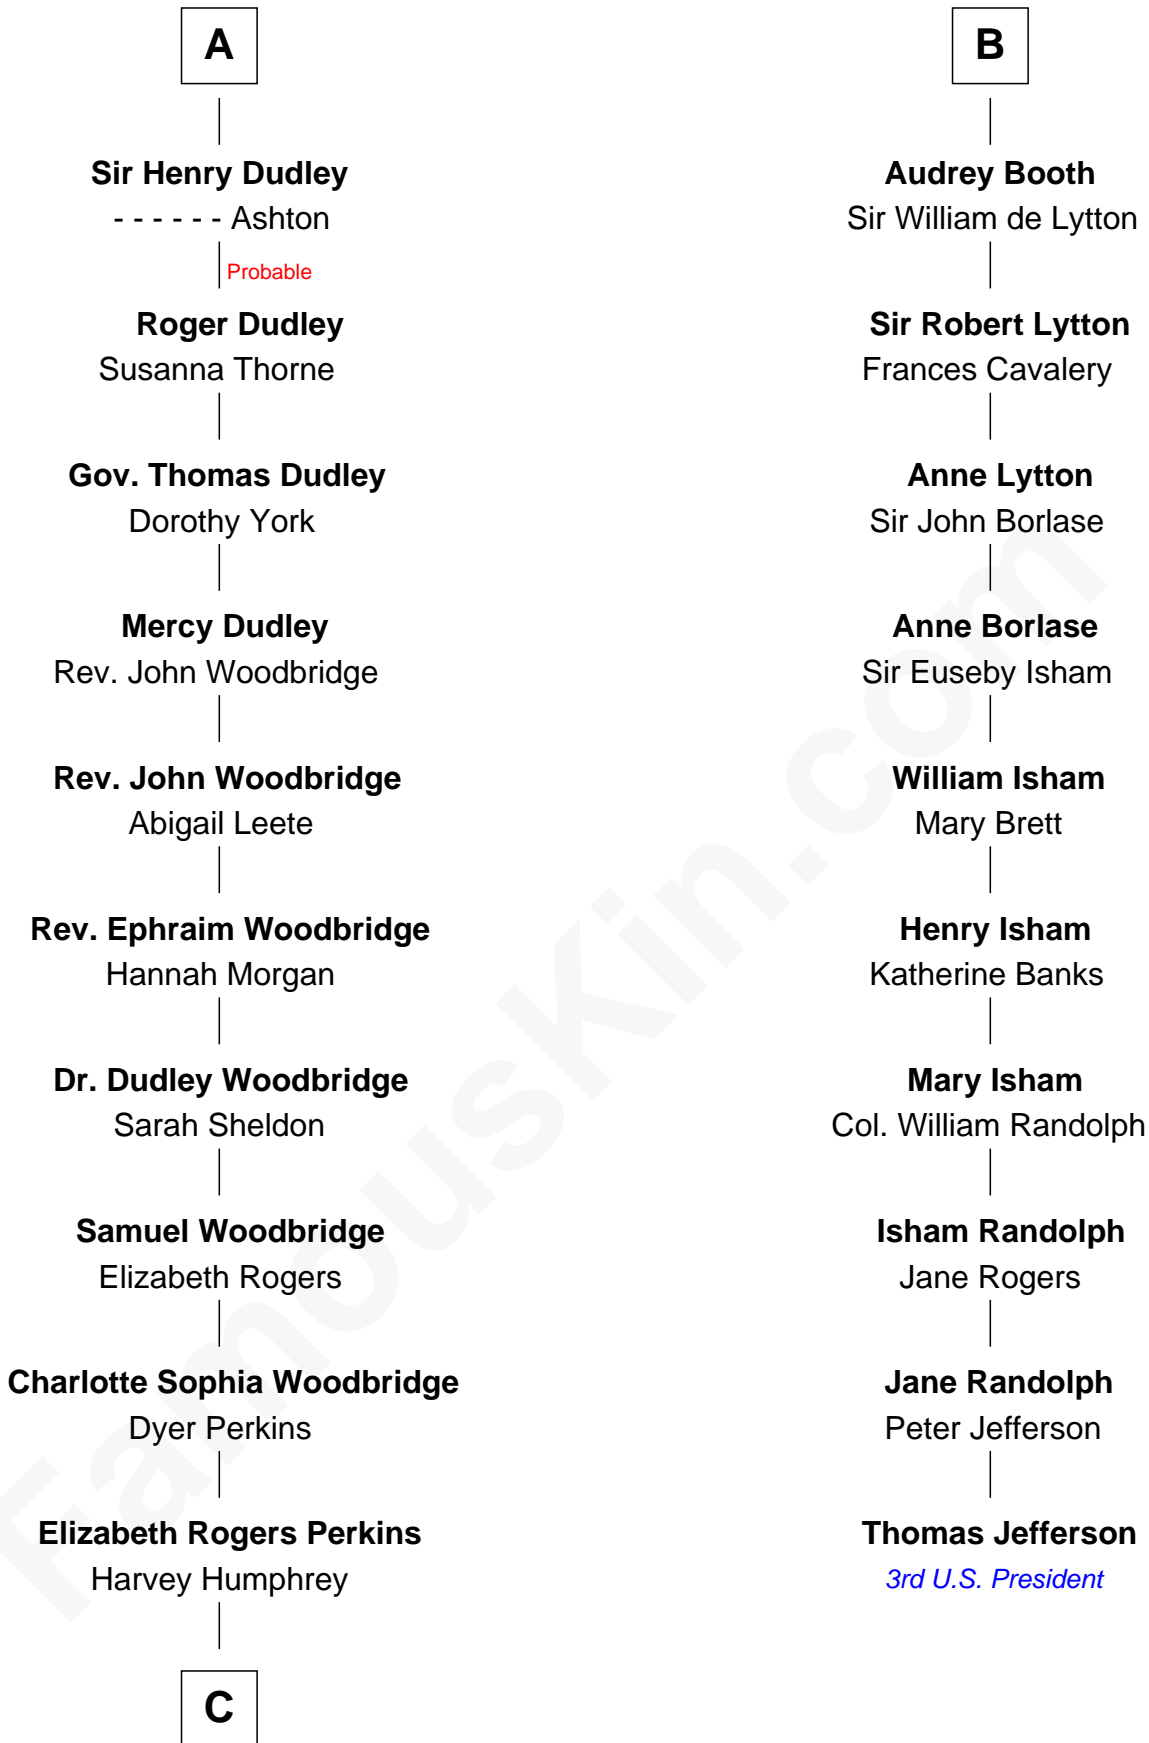 A
Sir Henry Dudley
- - - - - - Ashton
Probable
Roger Dudley
Susanna Thorne
Gov. Thomas Dudley
Dorothy York
Mercy Dudley
Rev. John Woodbridge
Rev. John Woodbridge
Abigail Leete
Rev. Ephraim Woodbridge
Hannah Morgan
Dr. Dudley Woodbridge
Sarah Sheldon
Samuel Woodbridge
Elizabeth Rogers
Charlotte Sophia Woodbridge
Dyer Perkins
Elizabeth Rogers Perkins
Harvey Humphrey
C
B
Audrey Booth
Sir William de Lytton
Sir Robert Lytton
Frances Cavalery
Anne Lytton
Sir John Borlase
Anne Borlase
Sir Euseby Isham
William Isham
Mary Brett
Henry Isham
Katherine Banks
Mary Isham
Col. William Randolph
Isham Randolph
Jane Rogers
Jane Randolph
Peter Jefferson
Thomas Jefferson
3rd U.S. President
FamousKin.com